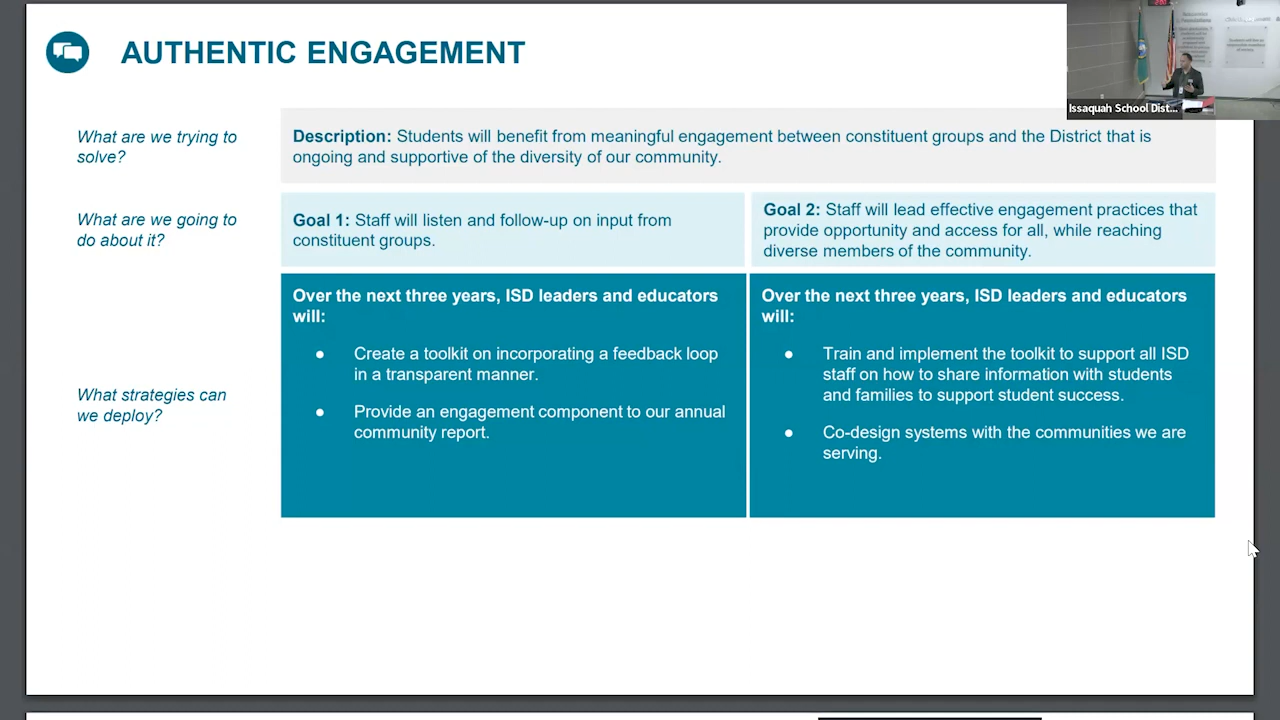 AUTHENTIC ENGAGEMENT
Issaquah School Dist...
What are we trying to
solve?
Description: Students will benefit from meaningful engagement between constituent groups and the District that is
ongoing and supportive of the diversity of our community.
What are we going to
do about it?
Goal 1: Staff will listen and follow-up on input from
constituent groups.
Goal 2: Staff will lead effective engagement practices that
provide opportunity and access for all, while reaching
diverse members of the community.
What strategies can
we deploy?
Over the next three years, ISD leaders and educators
will:
● Create a toolkit on incorporating a feedback loop
in a transparent manner.
● Provide an engagement component to our annual
community report.
Over the next three years, ISD leaders and educators
will:
● Train and implement the toolkit to support all ISD
staff on how to share information with students
and families to support student success.
● Co-design systems with the communities we are
serving.